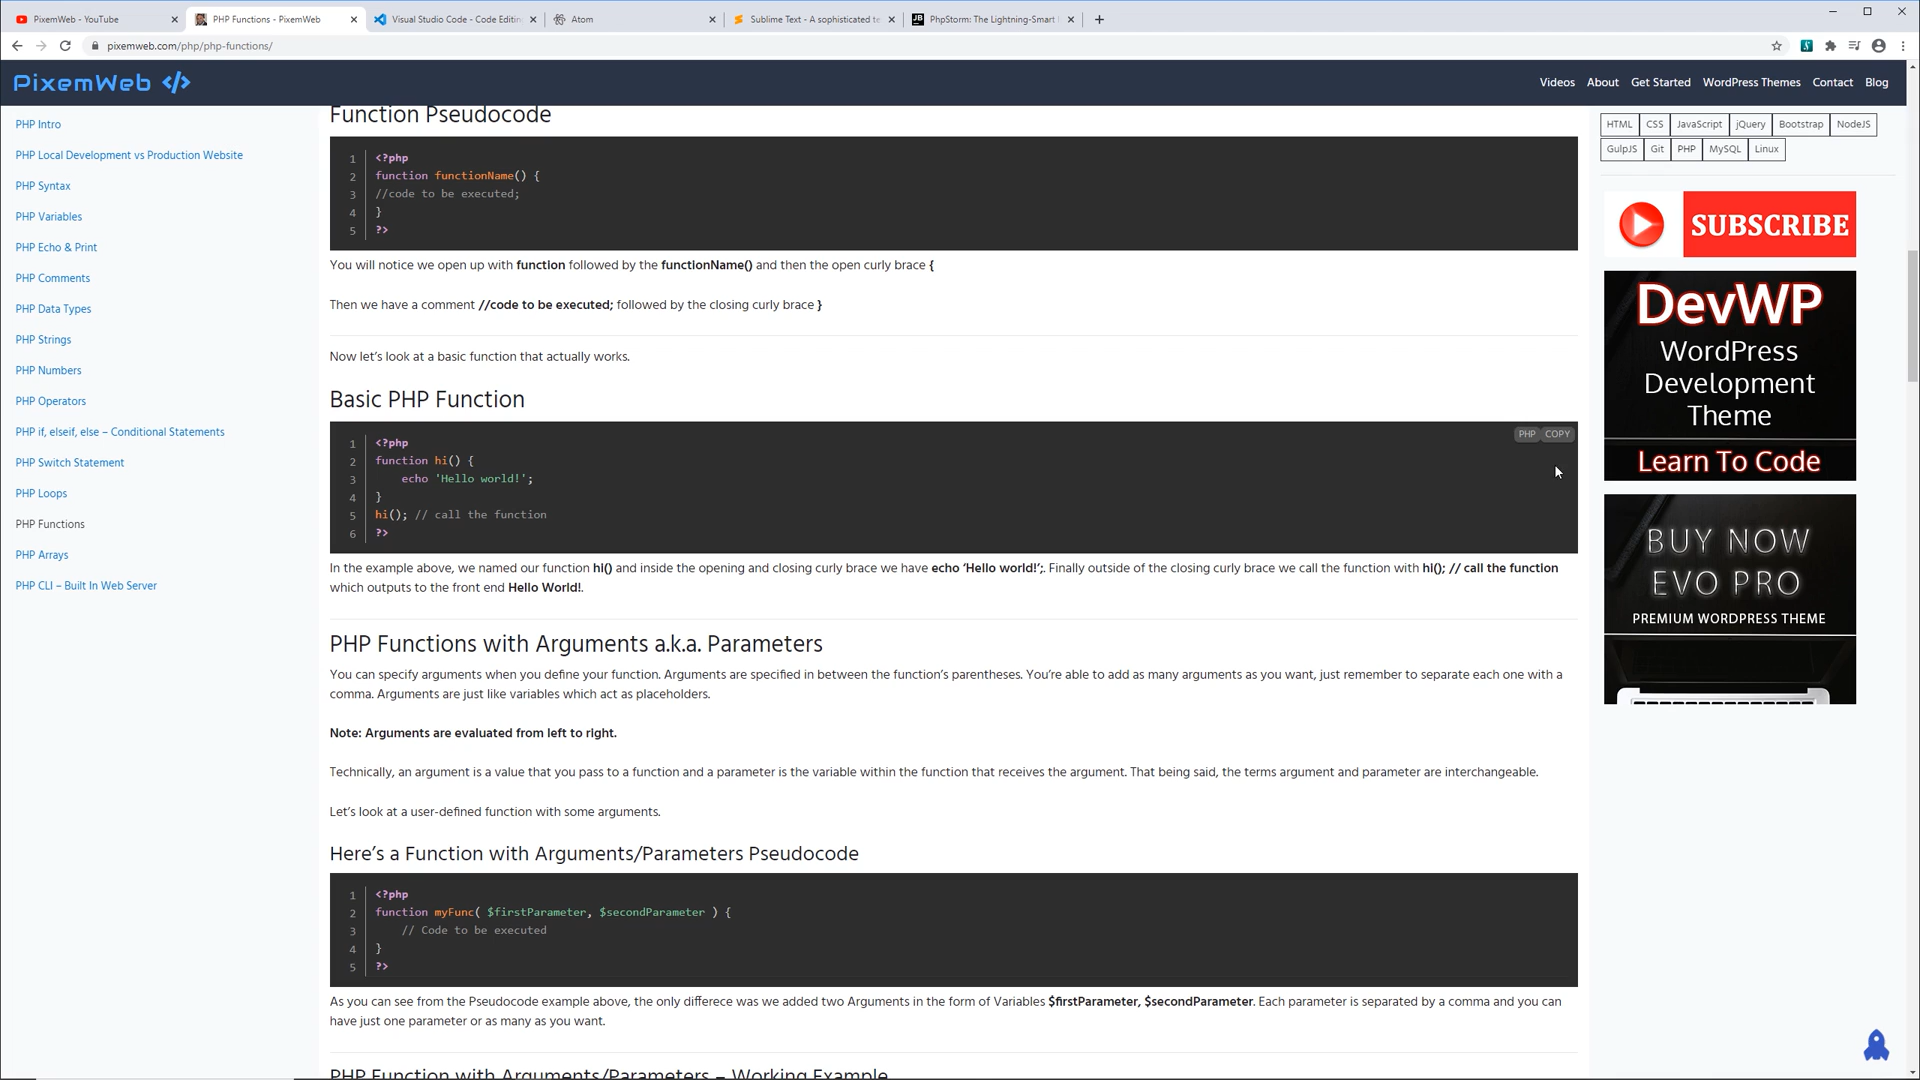 PixemWeb - YouTube
PHP Functions - PixemWeb
Visual Studio Code - Code Editin
Atom
Sublime Text - A sophisticated te
PhpStorm: The Lightning-Smart
pixemweb.com/php/php-functions/
PixemWeb </>
Videos About Get Started WordPress Themes Contact Blog
PHP Intro
PHP Local Development vs Production Website
PHP Syntax
PHP Variables
PHP Echo & Print
PHP Comments
PHP Data Types
PHP Strings
PHP Numbers
PHP Operators
PHP if, elseif, else – Conditional Statements
PHP Switch Statement
PHP Loops
PHP Functions
PHP Arrays
PHP CLI – Built In Web Server
Function Pseudocode
1 <?php
2 function functionName() {
3 //code to be executed;
4 }
5 ?>
You will notice we open up with function followed by the functionName() and then the open curly brace {
Then we have a comment //code to be executed; followed by the closing curly brace }
Now let's look at a basic function that actually works.
Basic PHP Function
PHP COPY
1 <?php
2 function hi() {
3 echo 'Hello world!';
4 }
5 hi(); // call the function
6 ?>
In the example above, we named our function hi() and inside the opening and closing curly brace we have echo ‘Hello world!’;. Finally outside of the closing curly brace we call the function with hi(); // call the function
which outputs to the front end Hello World!.
PHP Functions with Arguments a.k.a. Parameters
You can specify arguments when you define your function. Arguments are specified in between the function’s parentheses. You’re able to add as many arguments as you want, just remember to separate each one with a
comma. Arguments are just like variables which act as placeholders.
Note: Arguments are evaluated from left to right.
Technically, an argument is a value that you pass to a function and a parameter is the variable within the function that receives the argument. That being said, the terms argument and parameter are interchangeable.
Let’s look at a user-defined function with some arguments.
Here’s a Function with Arguments/Parameters Pseudocode
1 <?php
2 function myFunc( $firstParameter, $secondParameter ) {
3 // Code to be executed
4 }
5 ?>
As you can see from the Pseudocode example above, the only differece was we added two Arguments in the form of Variables $firstParameter, $secondParameter. Each parameter is separated by a comma and you can
have just one parameter or as many as you want.
PHP Function with Arguments/Parameters – Working Example
HTML CSS JavaScript jQuery Bootstrap NodeJS
GulpJS Git PHP MySQL Linux
SUBSCRIBE
DevWP
WordPress
Development
Theme
Learn To Code
BUY NOW
EVO PRO
PREMIUM WORDPRESS THEME